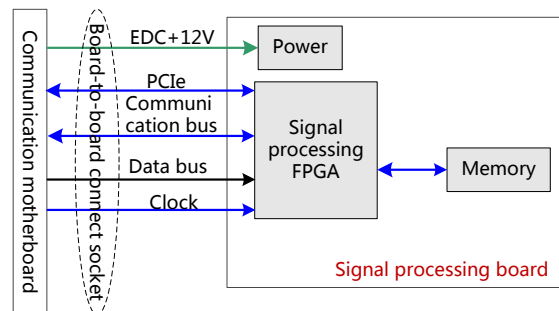 Communication motherboard
Board-to-board connect socket
EDC+12V
PCIe
Communi
cation bus
Data bus
Clock
Power
Signal
processing
FPGA
Memory
Signal processing board